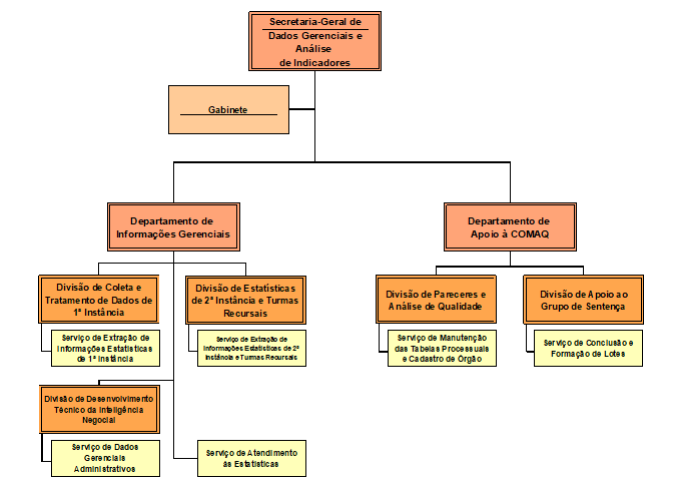 Secretaria-Geral de
Dados Gerenciais e
Análise
de Indicadores
Gabinete
Departamento de
Informações Gerenciais
Departamento de
Apoio à COMAQ
Divisão de Coleta e
Tratamento de Dados de
1ª Instância
Divisão de Estatísticas
de 2ª Instância e Turmas
Recursais
Divisão de Pareceres e
Análise de Qualidade
Divisão de Apoio ao
Grupo de Sentença
Serviço de Extração de
Informações Estatísticas
de 1ª Instância
Serviço de Extração de
Informações Estatísticas de 2ª
Instância e Turmas Recursais
Serviço de Manutenção
das Tabelas Processuais
e Cadastro de Órgão
Serviço de Conclusão e
Formação de Lotes
Divisão de Desenvolvimento
Técnico da Inteligência
Negocial
Serviço de Dados
Gerenciais
Administrativos
Serviço de Atendimento
às Estatísticas